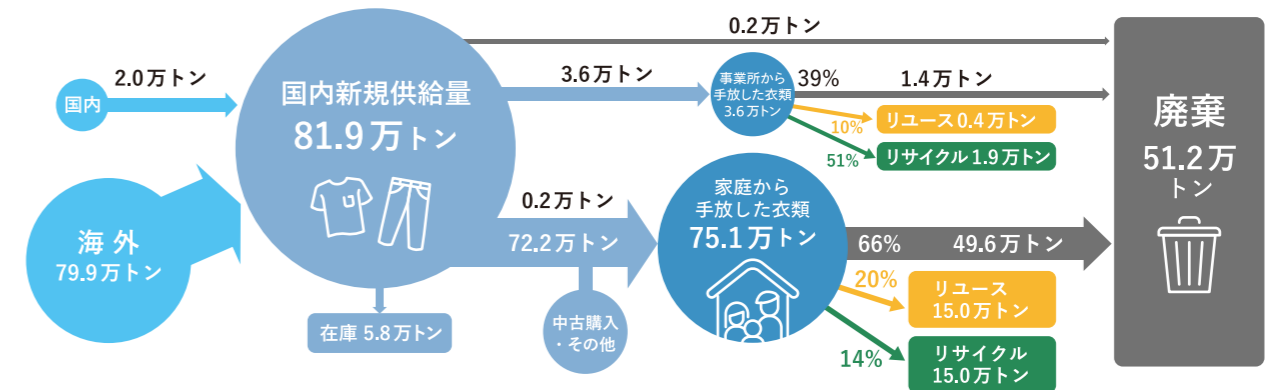 0.2万トン
国内
2.0万トン
国内新規供給量
81.9万トン
3.6万トン
事業所から
手放した衣類
3.6万トン
39%
1.4万トン
10%
リユース 0.4万トン
51%
リサイクル 1.9万トン
廃棄
51.2万
トン
海外
79.9万トン
0.2万トン
72.2万トン
家庭から
手放した衣類
75.1万トン
66%
49.6万トン
20%
リユース
15.0万トン
14%
リサイクル
15.0万トン
在庫 5.8万トン
中古購入
・その他